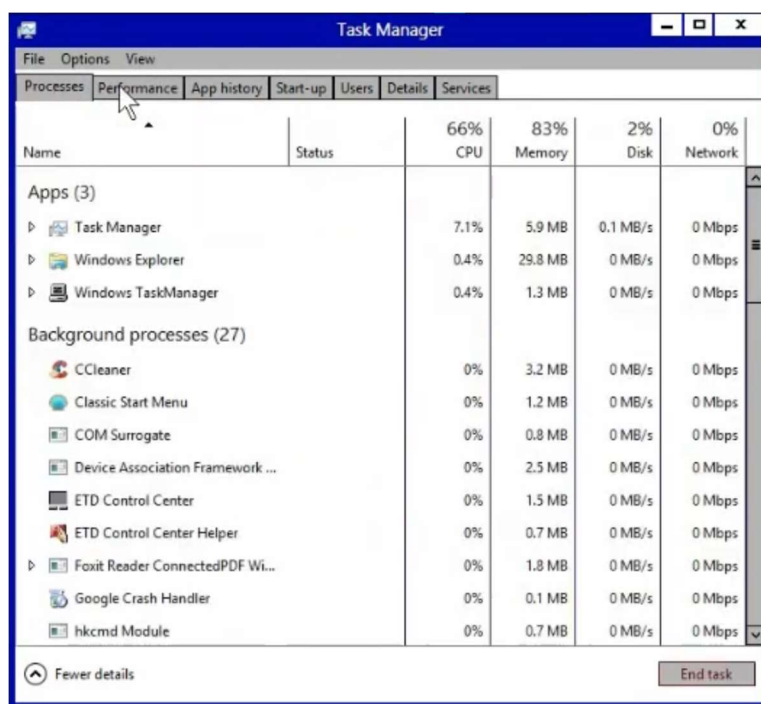 Task Manager
File Options View
Processes Performance App history Start-up Users Details Services
66% 83% 2% 0%
Name Status CPU Memory Disk Network
Apps (3)
Task Manager 7.1% 5.9 MB 0.1 MB/s 0 Mbps
Windows Explorer 0.4% 29.8 MB 0 MB/s 0 Mbps
Windows TaskManager 0.4% 1.3 MB 0 MB/s 0 Mbps
Background processes (27)
CCleaner 0% 3.2 MB 0 MB/s 0 Mbps
Classic Start Menu 0% 1.2 MB 0 MB/s 0 Mbps
COM Surrogate 0% 0.8 MB 0 MB/s 0 Mbps
Device Association Framework ... 0% 2.5 MB 0 MB/s 0 Mbps
ETD Control Center 0% 1.5 MB 0 MB/s 0 Mbps
ETD Control Center Helper 0% 0.7 MB 0 MB/s 0 Mbps
Foxit Reader ConnectedPDF Wi... 0% 1.8 MB 0 MB/s 0 Mbps
Google Crash Handler 0% 0.1 MB 0 MB/s 0 Mbps
hkcmd Module 0% 0.7 MB 0 MB/s 0 Mbps
Fewer details End task